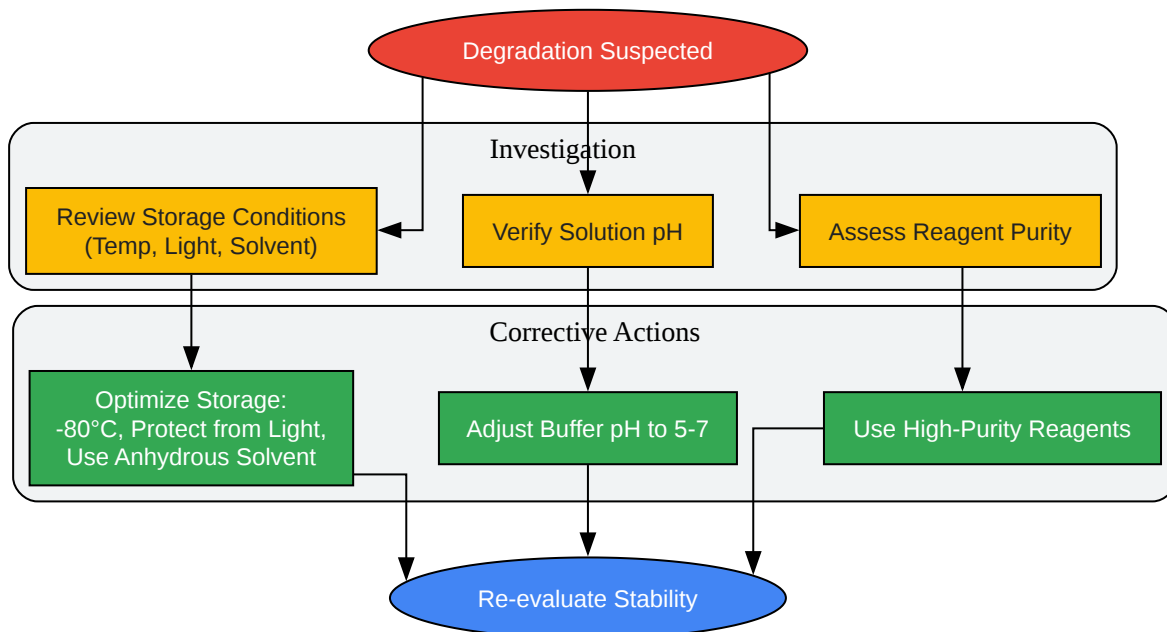 Degradation Suspected
Investigation
Review Storage Conditions
(Temp, Light, Solvent)
Verify Solution pH
Assess Reagent Purity
Corrective Actions
Optimize Storage:
-80°C, Protect from Light,
Use Anhydrous Solvent
Adjust Buffer pH to 5-7
Use High-Purity Reagents
Re-evaluate Stability